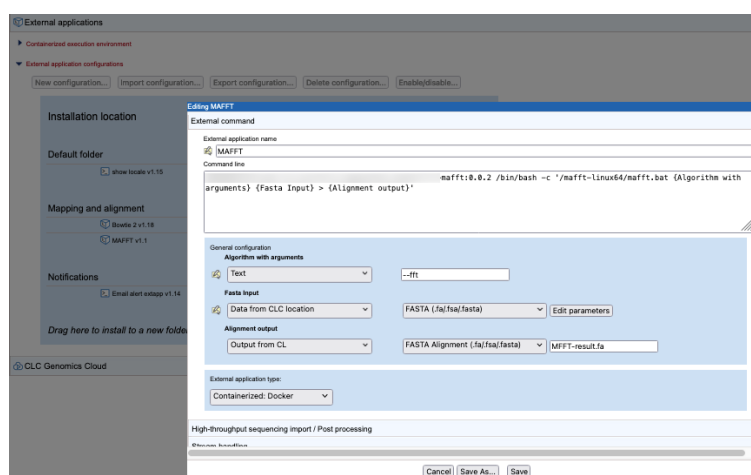 External applications
Containerized execution environment
External application configurations
New configuration... Import configuration... Export configuration... Delete configuration... Enable/disable...
Installation location
Default folder
show locale v1.15
Mapping and alignment
Bowtie 2 v1.18
MAFFT v1.1
Notifications
Email alert extapp v1.14
Drag here to install to a new folde
CLC Genomics Cloud
Editing MAFFT
External command
External application name
MAFFT
Command line
mafft:0.0.2 /bin/bash -c '/mafft-linux64/mafft.bat {Algorithm with
arguments} {Fasta Input} > {Alignment output}'
General configuration
Algorithm with arguments
Text --fft
Fasta Input
Data from CLC location FASTA (.fa/.fsa/.fasta) Edit parameters
Alignment output
Output from CL FASTA Alignment (.fa/.fsa/.fasta) MFFT-result.fa
External application type:
Containerized: Docker
High-throughput sequencing import / Post processing
Stream handling
Cancel Save As... Save